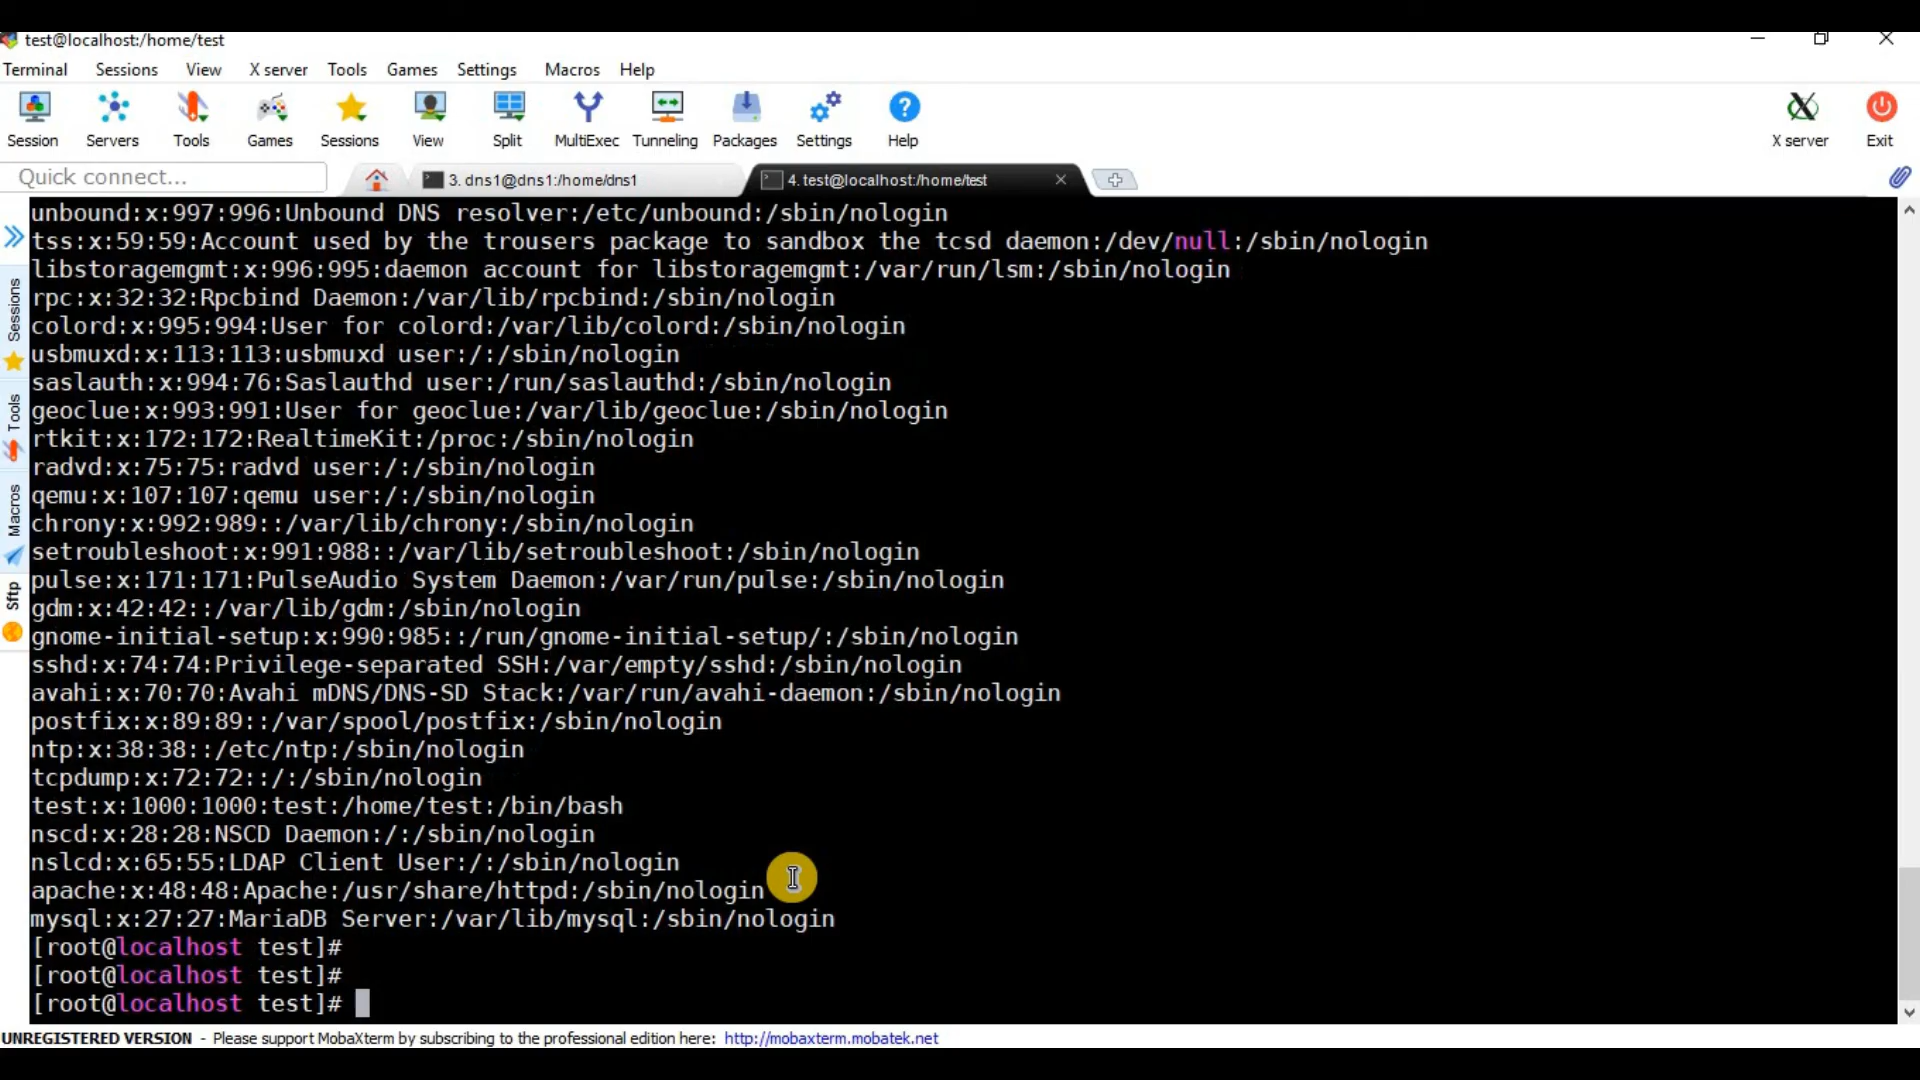 test@localhost:/home/test
Terminal Sessions View X server Tools Games Settings Macros Help
Session Servers Tools Games Sessions View Split MultiExec Tunneling Packages Settings Help X server Exit
Quick connect... 3. dns1@dns1:/home/dns1 4. test@localhost:/home/test
Sessions
Tools
Macros
Sftp
unbound:x:997:996:Unbound DNS resolver:/etc/unbound:/sbin/nologin
tss:x:59:59:Account used by the trousers package to sandbox the tcsd daemon:/dev/null:/sbin/nologin
libstoragemgmt:x:996:995:daemon account for libstoragemgmt:/var/run/lsm:/sbin/nologin
rpc:x:32:32:Rpcbind Daemon:/var/lib/rpcbind:/sbin/nologin
colord:x:995:994:User for colord:/var/lib/colord:/sbin/nologin
usbmuxd:x:113:113:usbmuxd user:/:/sbin/nologin
saslauth:x:994:76:Saslauthd user:/run/saslauthd:/sbin/nologin
geoclue:x:993:991:User for geoclue:/var/lib/geoclue:/sbin/nologin
rtkit:x:172:172:RealtimeKit:/proc:/sbin/nologin
radvd:x:75:75:radvd user:/:/sbin/nologin
qemu:x:107:107:qemu user:/:/sbin/nologin
chrony:x:992:989::/var/lib/chrony:/sbin/nologin
setroubleshoot:x:991:988::/var/lib/setroubleshoot:/sbin/nologin
pulse:x:171:171:PulseAudio System Daemon:/var/run/pulse:/sbin/nologin
gdm:x:42:42::/var/lib/gdm:/sbin/nologin
gnome-initial-setup:x:990:985::/run/gnome-initial-setup/:/sbin/nologin
sshd:x:74:74:Privilege-separated SSH:/var/empty/sshd:/sbin/nologin
avahi:x:70:70:Avahi mDNS/DNS-SD Stack:/var/run/avahi-daemon:/sbin/nologin
postfix:x:89:89::/var/spool/postfix:/sbin/nologin
ntp:x:38:38::/etc/ntp:/sbin/nologin
tcpdump:x:72:72::/:/sbin/nologin
test:x:1000:1000:test:/home/test:/bin/bash
nscd:x:28:28:NSCD Daemon:/:/sbin/nologin
nslcd:x:65:55:LDAP Client User:/:/sbin/nologin
apache:x:48:48:Apache:/usr/share/httpd:/sbin/nologin
mysql:x:27:27:MariaDB Server:/var/lib/mysql:/sbin/nologin
[root@localhost test]#
[root@localhost test]#
[root@localhost test]#
UNREGISTERED VERSION - Please support MobaXterm by subscribing to the professional edition here: http://mobaxterm.mobatek.net